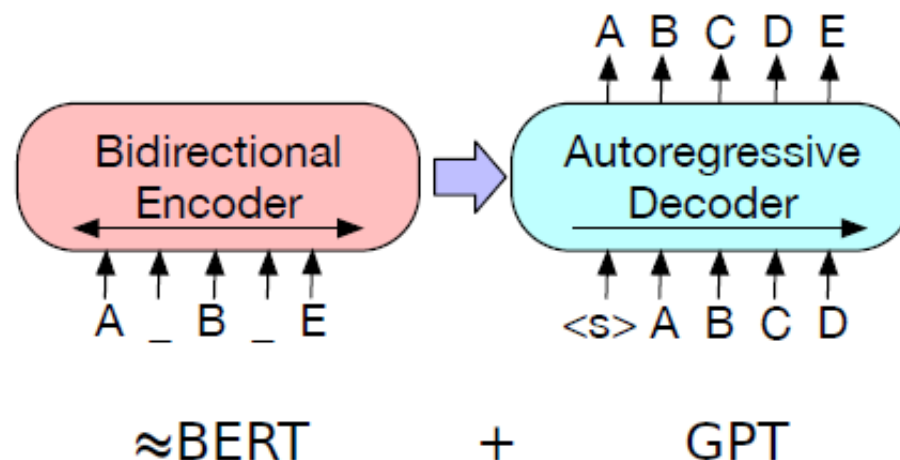 A B C D E
Bidirectional
Encoder
Autoregressive
Decoder
A _ B _ E
<s> A B C D
≈BERT + GPT